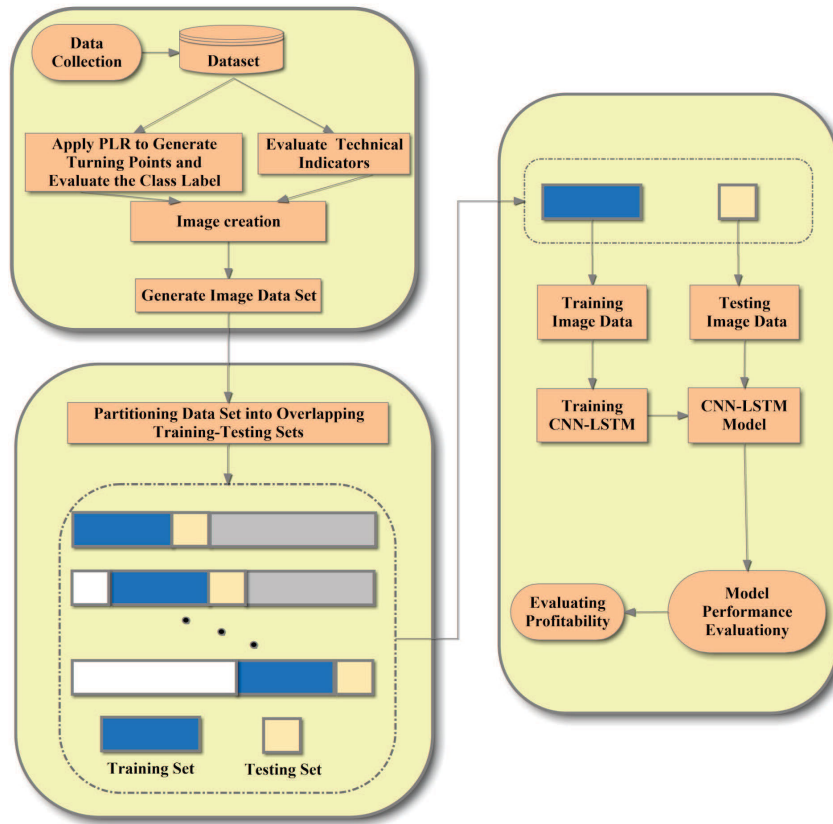 Data
Collection
Dataset
Apply PLR to Generate
Turning Points and
Evaluate the Class Label
Evaluate Technical
Indicators
Image creation
Generate Image Data Set
Partitioning Data Set into Overlapping
Training-Testing Sets
Training Set
Testing Set
Training
Image Data
Testing
Image Data
Training
CNN-LSTM
CNN-LSTM
Model
Evaluating
Profitability
Model
Performance
Evaluationy